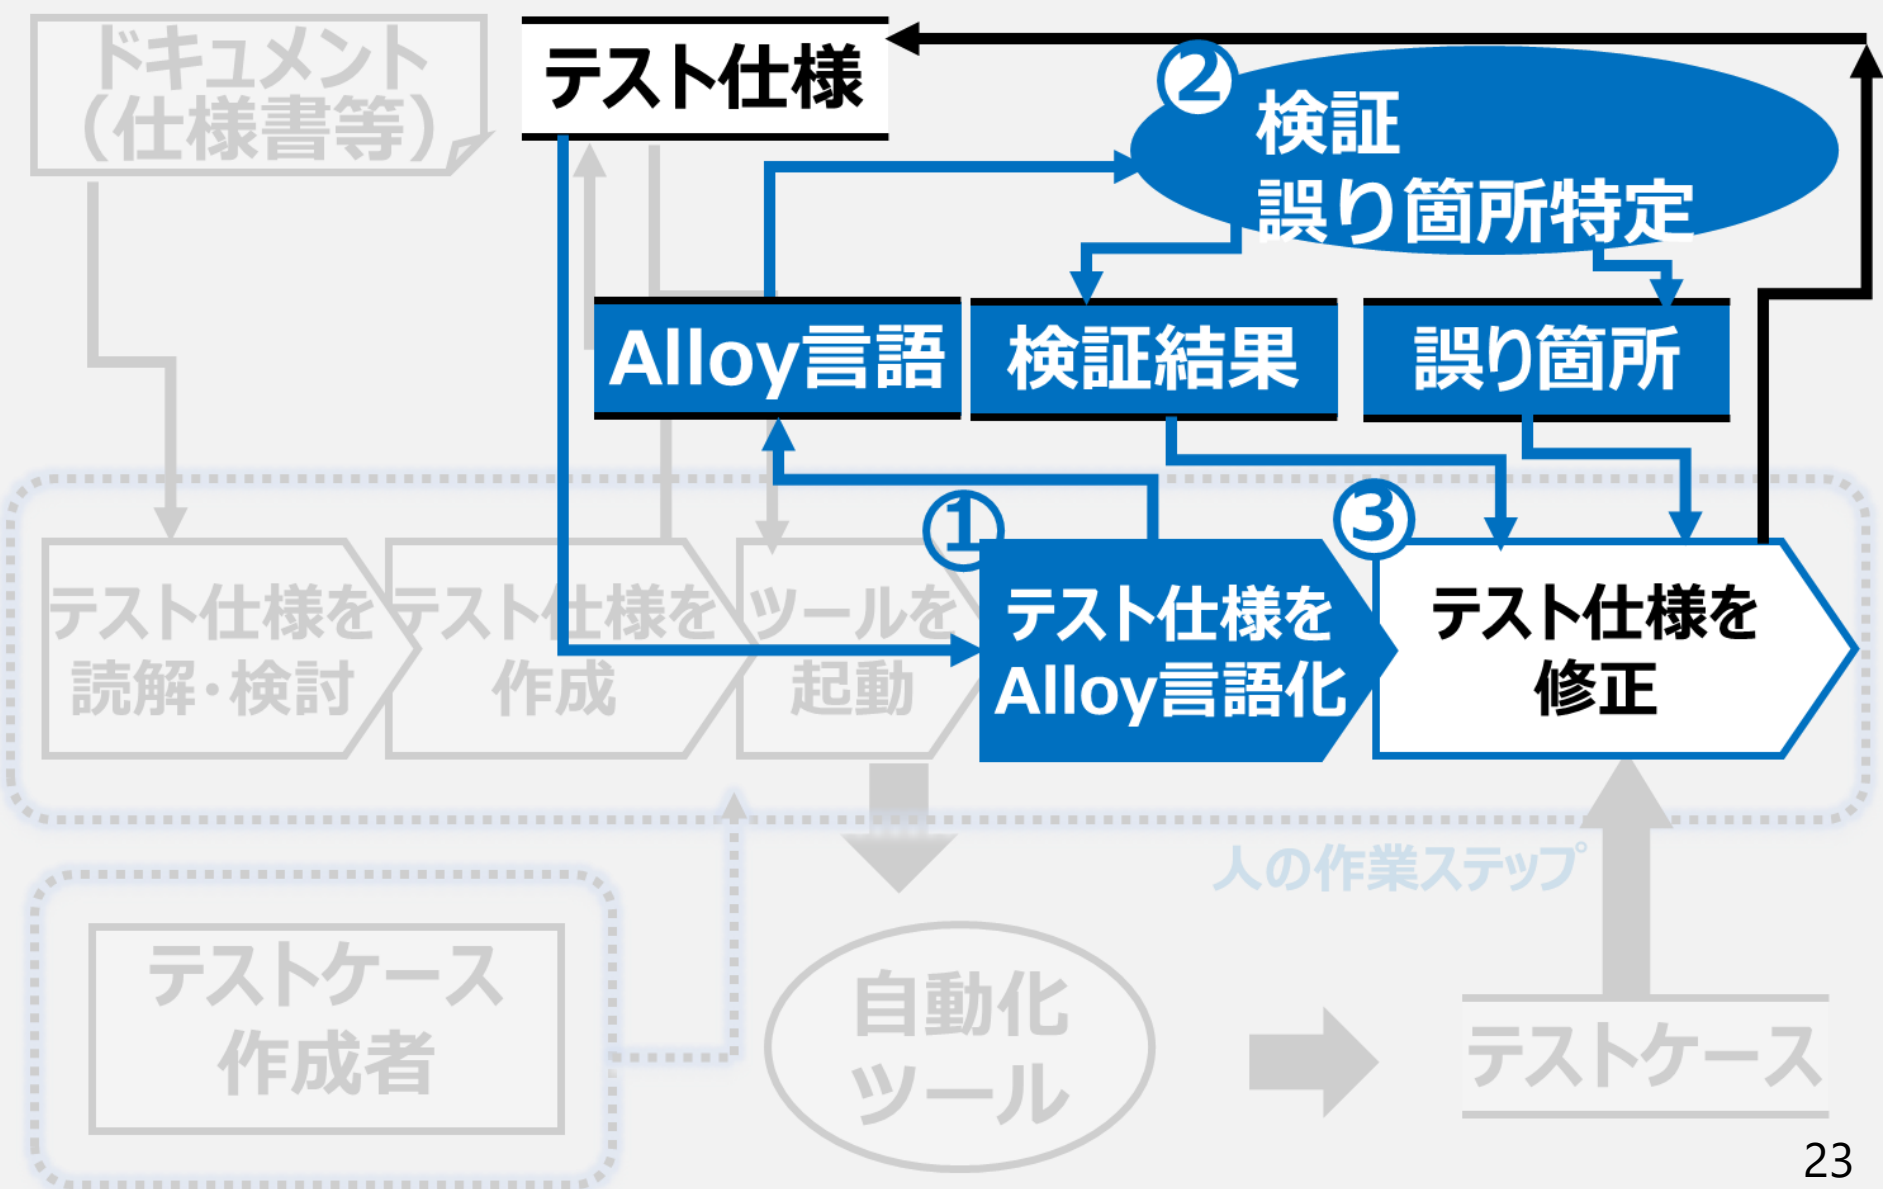 ドキュメント
（仕様書等）
テスト仕様
②
検証
誤り箇所特定
Alloy言語
検証結果
誤り箇所
テスト仕様を
読解・検討
テスト仕様を
作成
ツールを
起動
①
テスト仕様を
Alloy言語化
③
テスト仕様を
修正
人の作業ステップ
テストケース
作成者
自動化
ツール
テストケース
23